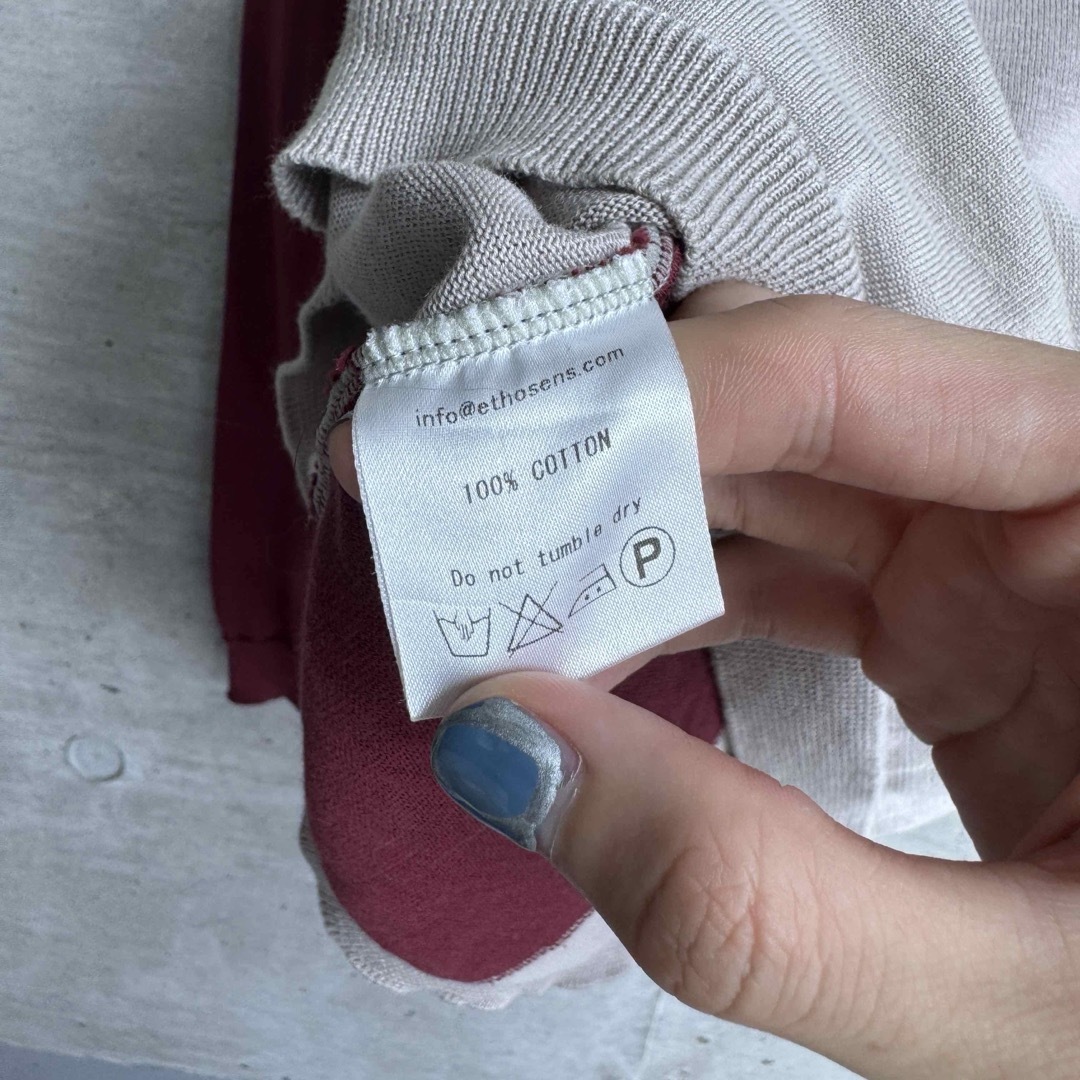 info@ethosens.com
100% COTTON
Do not tumble dry
P